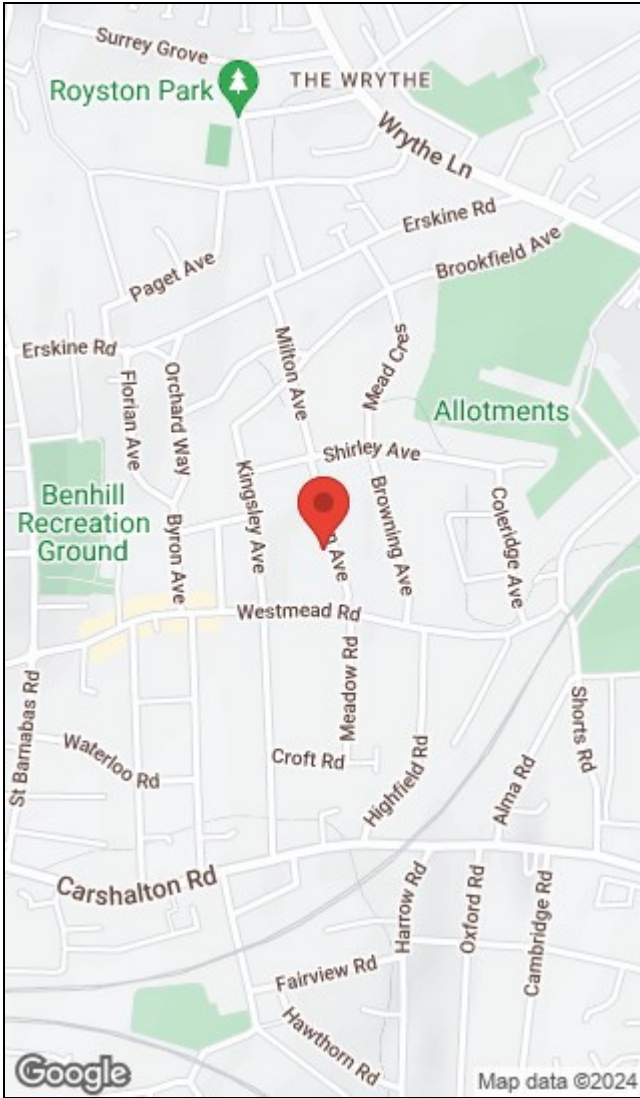 Surrey Grove
Royston Park
THE WRYTHE
Wrythe Ln
Erskine Rd
Brookfield Ave
Paget Ave
Erskine Rd
Milton Ave
Mead Cres
Orchard Way
Florian Ave
Allotments
Shirley Ave
Kingsley Ave
Browning Ave
Coleridge Ave
Benhill
Recreation
Ground
Byron Ave
n Ave
Westmead Rd
Meadow Rd
St Barnabas Rd
Shorts Rd
Waterloo Rd
Croft Rd
Highfield Rd
Alma Rd
Carshalton Rd
Harrow Rd
Oxford Rd
Cambridge Rd
Fairview Rd
Hawthorn Rd
Google
Map data ©2024